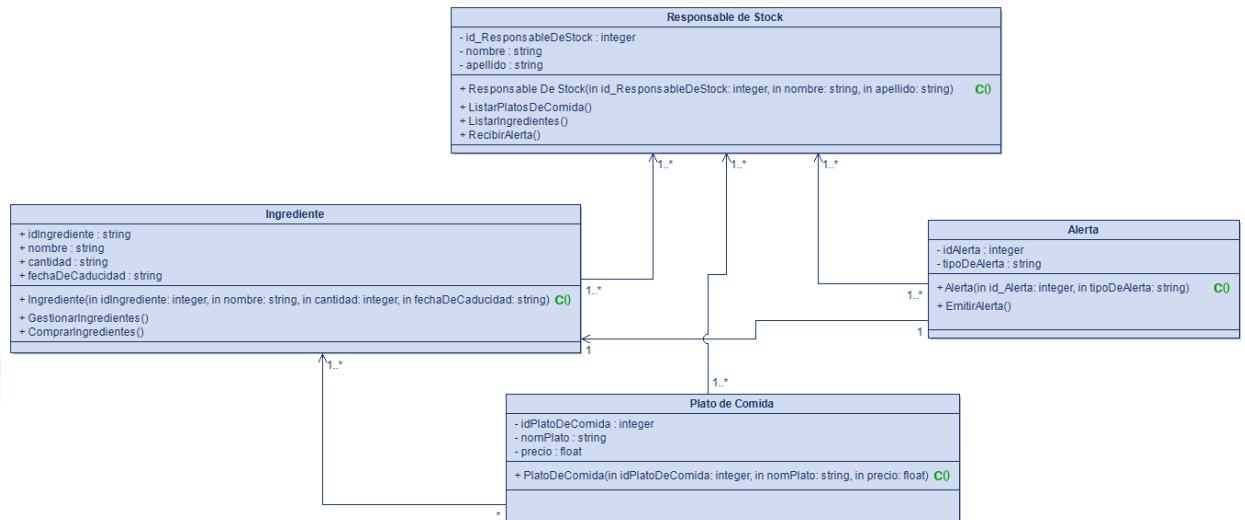 Responsable de Stock
- id_ResponsableDeStock : integer
- nombre : string
- apellido : string
+ Responsable De Stock(in id_ResponsableDeStock: integer, in nombre: string, in apellido: string) C()
+ ListarPlatosDeComida()
+ ListarIngredientes()
+ RecibirAlerta()
1..* 1..* 1..*
Ingrediente
+ idIngrediente : string
+ nombre : string
+ cantidad : string
+ fechaDeCaducidad : string
+ Ingrediente(in idIngrediente: integer, in nombre: string, in cantidad: integer, in fechaDeCaducidad: string) C()
+ GestionarIngredientes()
+ ComprarIngredientes()
1..*
1
1..*
Alerta
- idAlerta : integer
- tipoDeAlerta : string
+ Alerta(in id_Alerta: integer, in tipoDeAlerta: string) C()
+ EmitirAlerta()
1..*
1
1..*
Plato de Comida
- idPlatoDeComida : integer
- nomPlato : string
- precio : float
+ PlatoDeComida(in idPlatoDeComida: integer, in nomPlato: string, in precio: float) C()
*